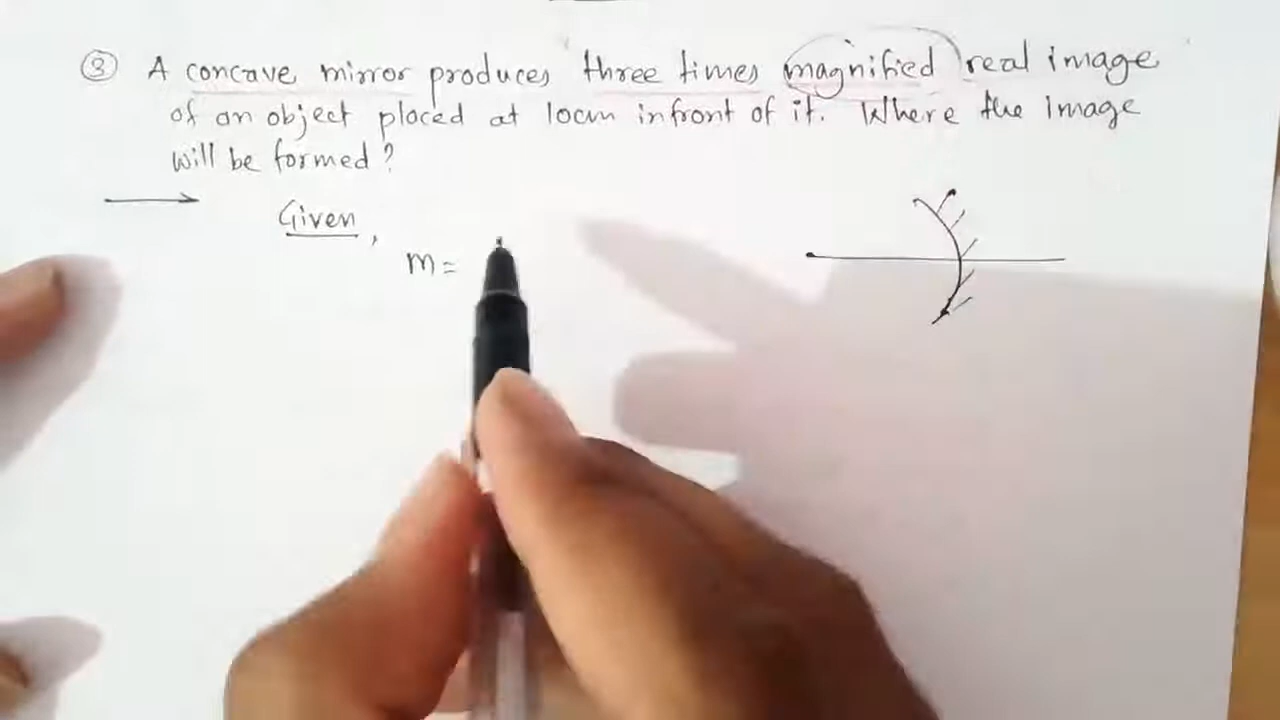 ③ A concave mirror produces three times magnified real image
of an object placed at 10cm infront of it. Where the image
will be formed?
Given,
m =